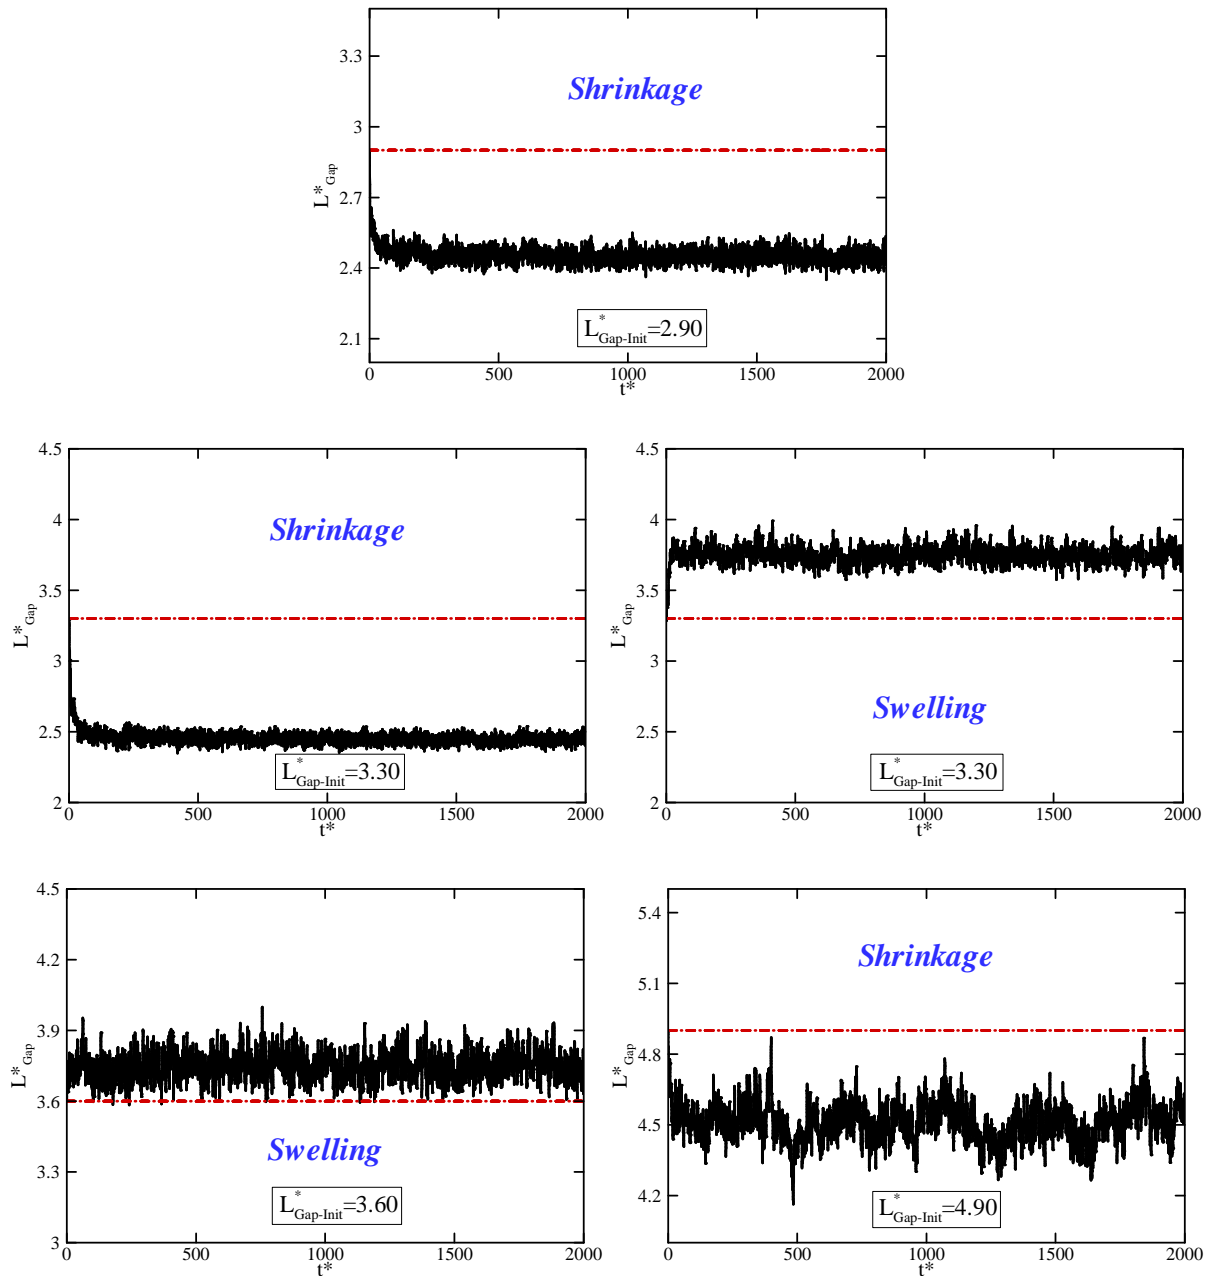 3.3
Shrinkage
3
L*Gap
2.7
2.4
L*Gap-Init=2.90
2.1
0 500 1000 1500 2000
t*
4.5
Shrinkage
4
3.5
L*Gap
3
2.5
L*Gap-Init=3.30
2
0 500 1000 1500 2000
t*
4.5
4
3.5
L*Gap
3
Swelling
2.5
L*Gap-Init=3.30
2
0 500 1000 1500 2000
t*
4.5
4.2
3.9
L*Gap
3.6
Swelling
3.3
L*Gap-Init=3.60
3
0 500 1000 1500 2000
t*
5.4
Shrinkage
5.1
4.8
L*Gap
4.5
4.2
L*Gap-Init=4.90
0 500 1000 1500 2000
t*